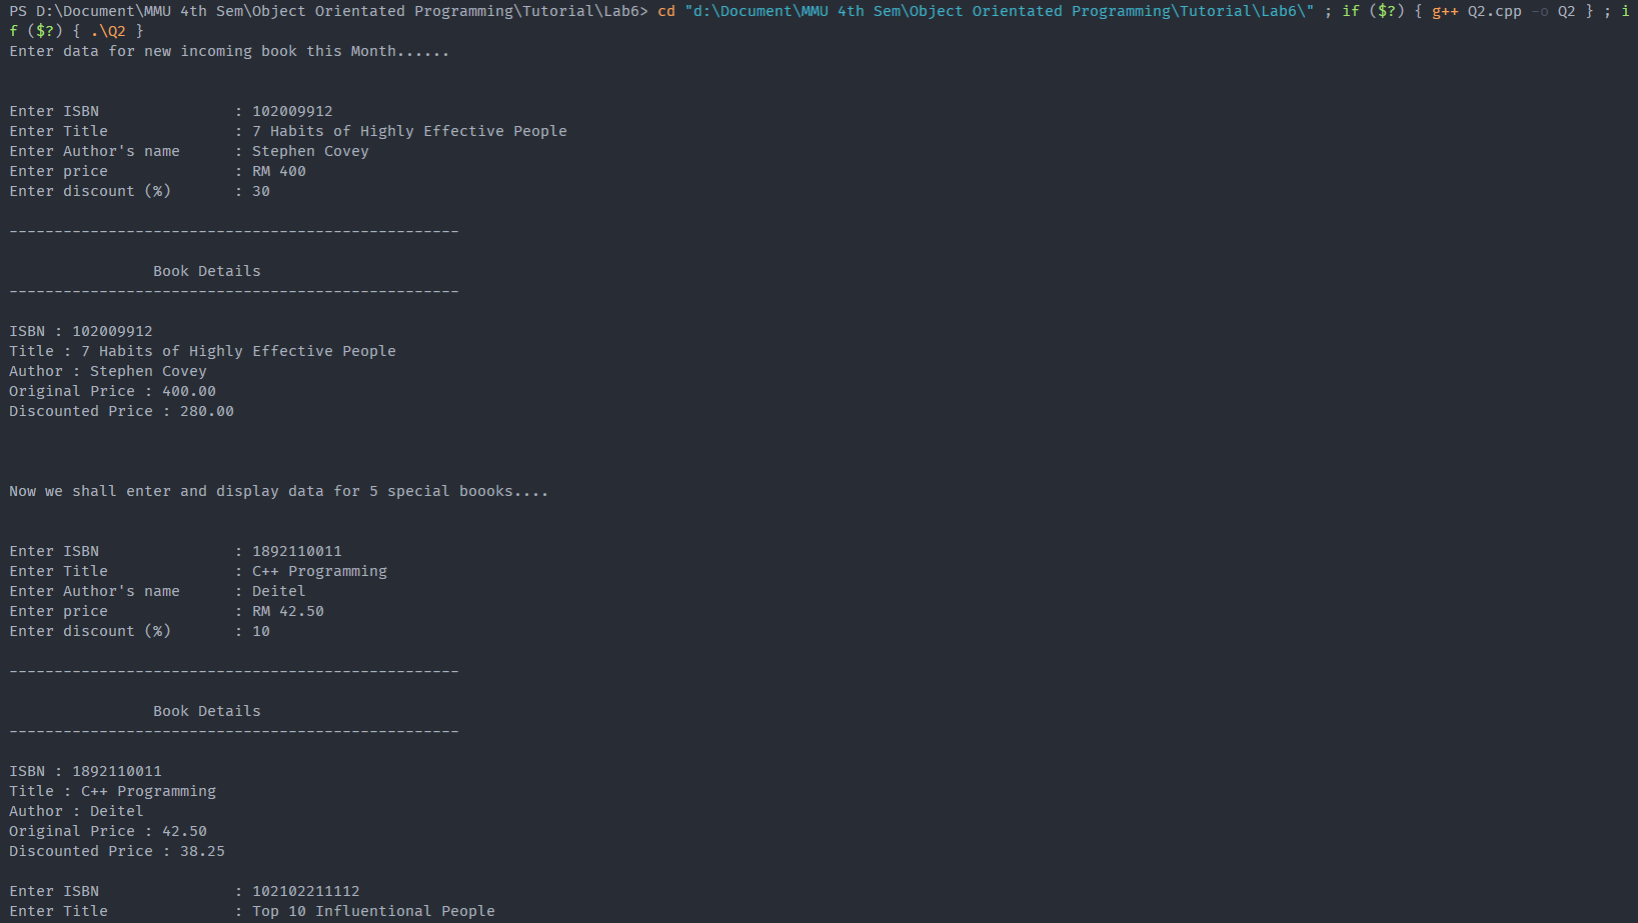 PS D:\Document\MMU 4th Sem\Object Orientated Programming\Tutorial\Lab6> cd "d:\Document\MMU 4th Sem\Object Orientated Programming\Tutorial\Lab6\" ; if ($?) { g++ Q2.cpp -o Q2 } ; i
f ($?) { .\Q2 }
Enter data for new incoming book this Month......
Enter ISBN               : 102009912
Enter Title              : 7 Habits of Highly Effective People
Enter Author's name      : Stephen Covey
Enter price              : RM 400
Enter discount (%)       : 30
--------------------------------------------------
                Book Details
--------------------------------------------------
ISBN : 102009912
Title : 7 Habits of Highly Effective People
Author : Stephen Covey
Original Price : 400.00
Discounted Price : 280.00
Now we shall enter and display data for 5 special boooks....
Enter ISBN               : 1892110011
Enter Title              : C++ Programming
Enter Author's name      : Deitel
Enter price              : RM 42.50
Enter discount (%)       : 10
--------------------------------------------------
                Book Details
--------------------------------------------------
ISBN : 1892110011
Title : C++ Programming
Author : Deitel
Original Price : 42.50
Discounted Price : 38.25
Enter ISBN               : 102102211112
Enter Title              : Top 10 Influentional People